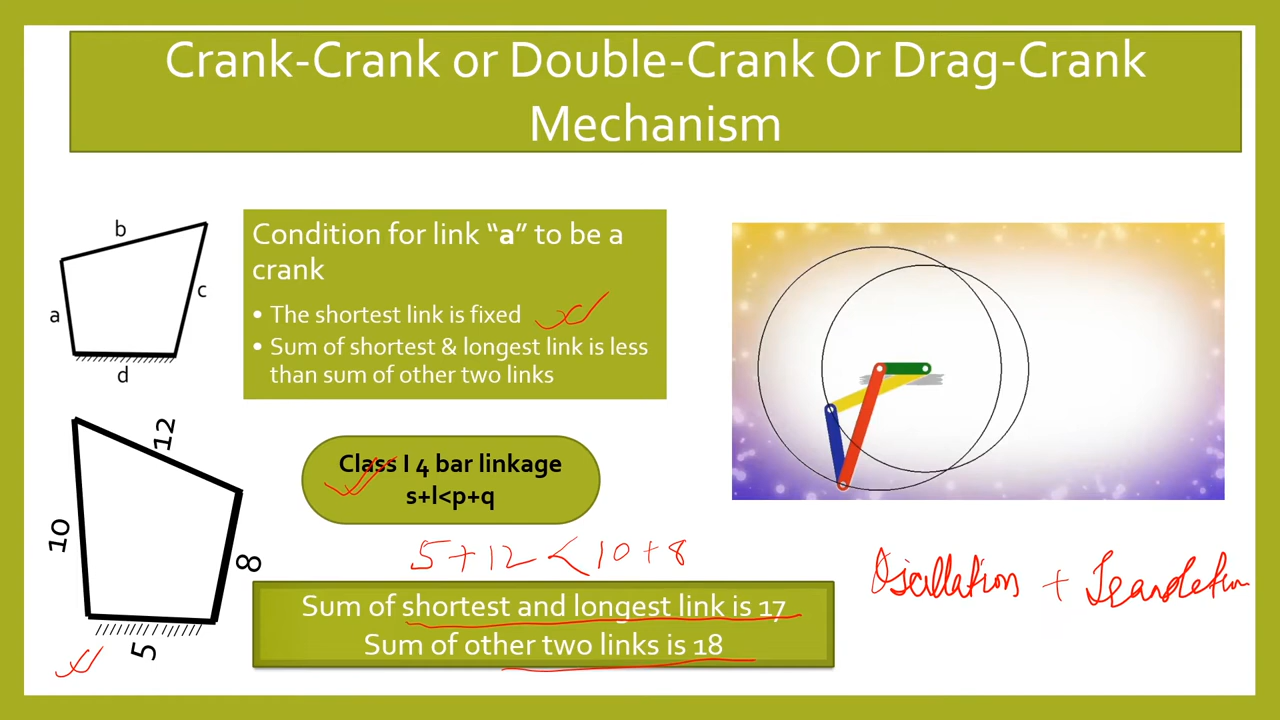 Crank-Crank or Double-Crank Or Drag-Crank
Mechanism
b
a
c
d
Condition for link “a” to be a
crank
• The shortest link is fixed
• Sum of shortest & longest link is less
than sum of other two links
12
10
8
5
Class I 4 bar linkage
s+l<p+q
5+12<10+8
Sum of shortest and longest link is 17
Sum of other two links is 18
Oscillation +